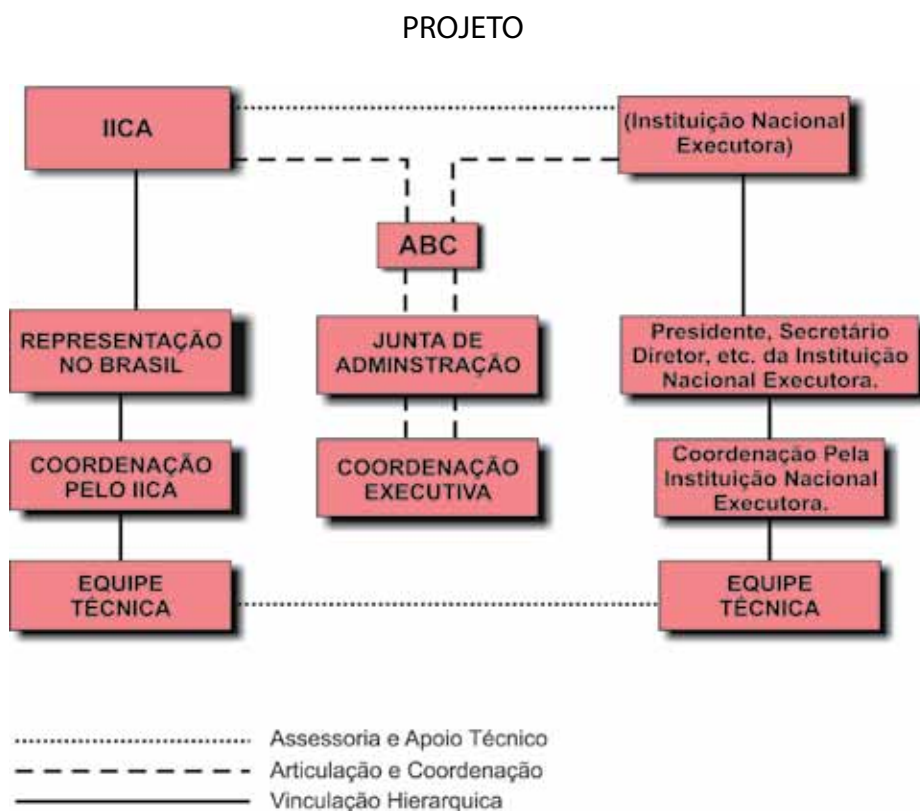 PROJETO
IICA
(Instituição Nacional
Executora)
ABC
REPRESENTAÇÃO
NO BRASIL
JUNTA DE
ADMINSTRAÇÃO
Presidente, Secretário
Diretor, etc. da Instituição
Nacional Executora.
COORDENAÇÃO
PELO IICA
COORDENAÇÃO
EXECUTIVA
Coordenação Pela
Instituição Nacional
Executora.
EQUIPE
TÉCNICA
EQUIPE
TÉCNICA
Assessoria e Apoio Técnico
Articulação e Coordenação
Vinculação Hierarquica